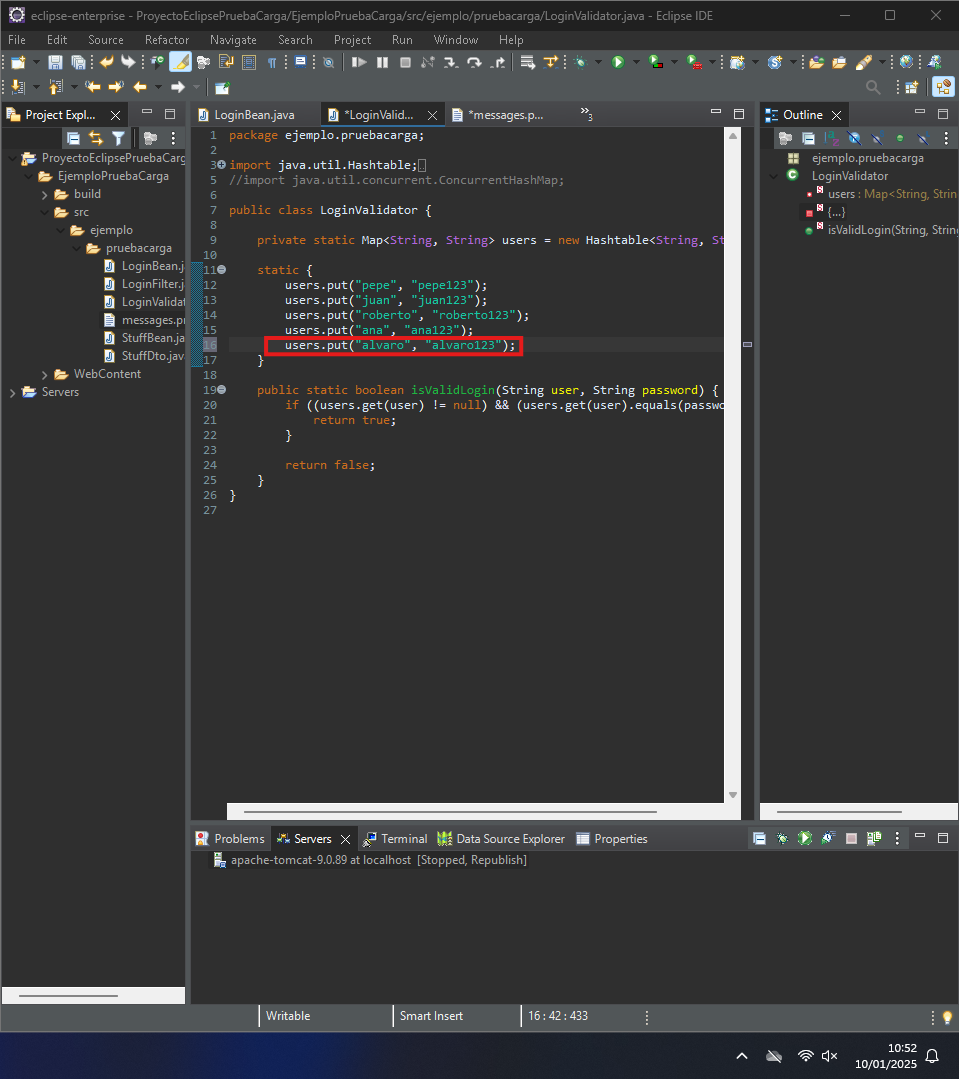 eclipse-enterprise - ProyectoEclipsePruebaCarga/EjemploPruebaCarga/src/ejemplo/pruebacarga/LoginValidator.java - Eclipse IDE
File Edit Source Refactor Navigate Search Project Run Window Help
Project Expl...
ProyectoEclipsePruebaCarg
EjemploPruebaCarga
build
src
ejemplo
pruebacarga
LoginBean.j
LoginFilter.j
LoginValidat
messages.p
StuffBean.ja
StuffDto.jav
WebContent
Servers
LoginBean.java *LoginValid... *messages.p... »3
1 package ejemplo.pruebacarga;
2
3 import java.util.Hashtable;
5 //import java.util.concurrent.ConcurrentHashMap;
6
7 public class LoginValidator {
8
9 private static Map<String, String> users = new Hashtable<String, St
10
11 static {
12 users.put("pepe", "pepe123");
13 users.put("juan", "juan123");
14 users.put("roberto", "roberto123");
15 users.put("ana", "ana123");
16 users.put("alvaro", "alvaro123");
17 }
18
19 public static boolean isValidLogin(String user, String password) {
20 if ((users.get(user) != null) && (users.get(user).equals(passwo
21 return true;
22 }
23
24 return false;
25 }
26 }
27
Outline
ejemplo.pruebacarga
LoginValidator
users : Map<String, Strin
{...}
isValidLogin(String, String
Problems Servers Terminal Data Source Explorer Properties
apache-tomcat-9.0.89 at localhost [Stopped, Republish]
Writable Smart Insert 16 : 42 : 433
10:52
10/01/2025